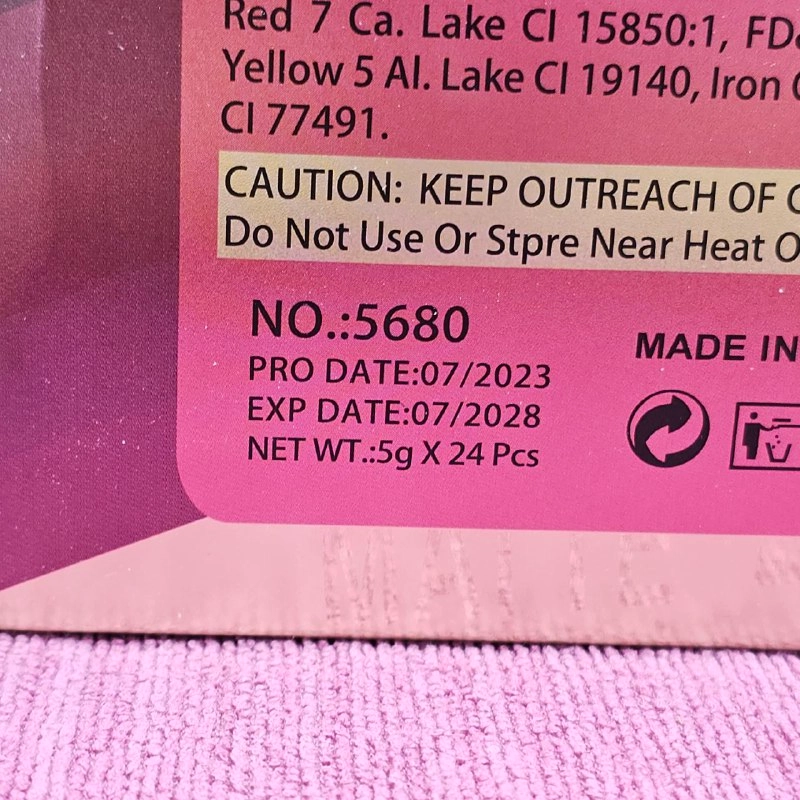 Red 7 Ca. Lake CI 15850:1,
Yellow 5 Al. Lake CI 19140, Iron
CI 77491.
CAUTION: KEEP OUTREACH OF
Do Not Use Or Stpre Near Heat
NO.:5680
MADE IN
PRO DATE:07/2023
EXP DATE:07/2028
NET WT.:5g X 24 Pcs